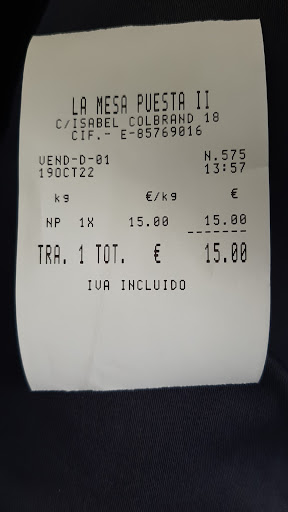 LA MESA PUESTA II
C/ISABEL COLBRAND 18
CIF.- E-85769016
VEND-D-01 N.575
19OCT22 13:57
kg €/kg €
NP 1X 15.00 15.00
-------
TRA. 1 TOT. € 15.00
IVA INCLUIDO